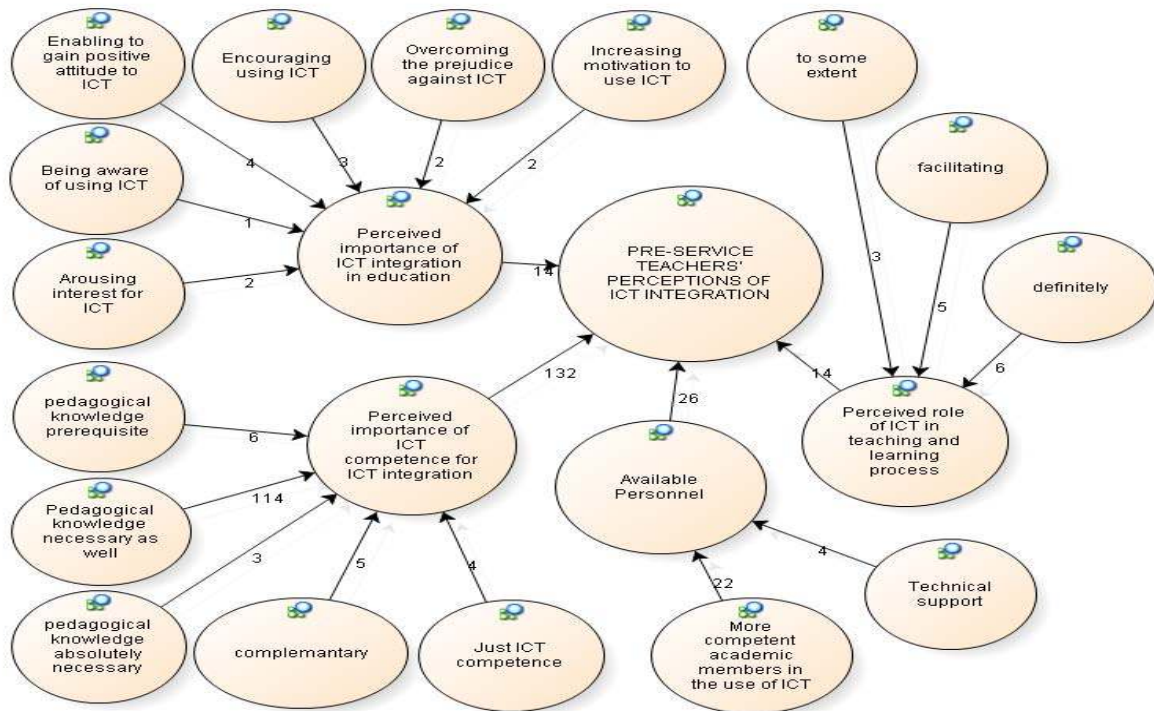 Enabling to
gain positive
attitude to
ICT
Encouraging
using ICT
Overcoming
the prejudice
against ICT
Increasing
motivation to
use ICT
to some
extent
facilitating
definitely
Being aware
of using ICT
Arousing
interest for
ICT
4
3
2
2
1
2
Perceived
importance of
ICT integration
in education
14
PRE-SERVICE
TEACHERS'
PERCEPTIONS OF
ICT INTEGRATION
3
5
6
14
Perceived role
of ICT in
teaching and
learning
process
132
26
pedagogical
knowledge
prerequisite
6
Perceived
importance of
ICT
competence for
ICT integration
Available
Personnel
Pedagogical
knowledge
necessary as
well
114
3
5
4
22
4
pedagogical
knowledge
absolutely
necessary
complemantary
Just ICT
competence
More
competent
academic
members in
the use of ICT
Technical
support